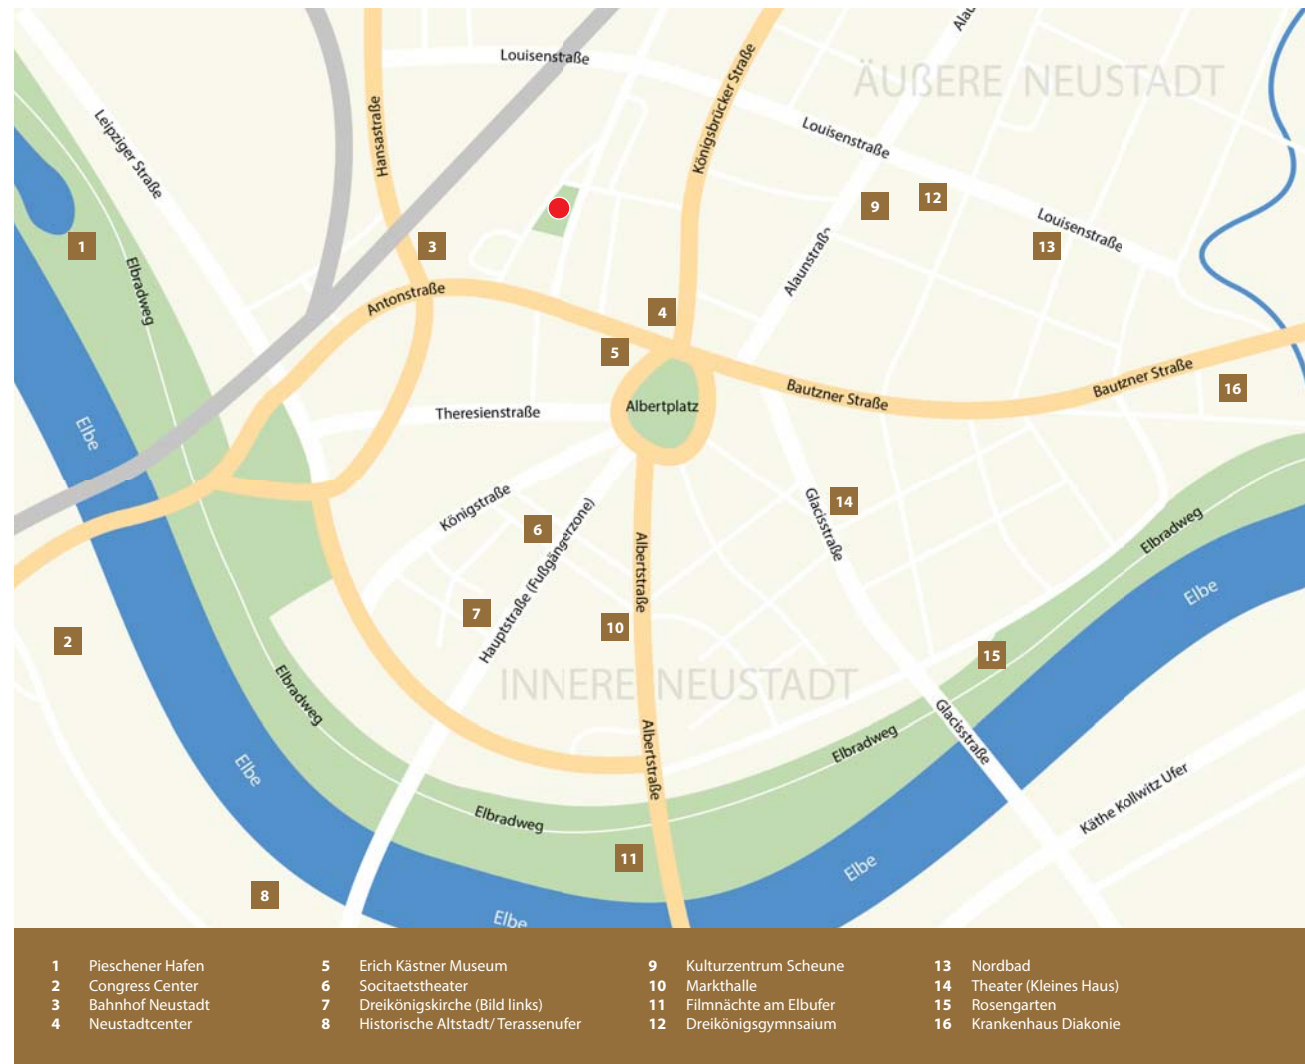 Louisenstraße
Alau
ÄUßERE NEUSTADT
Königsbrücker Straße
Hansastraße
Leipziger Straße
Louisenstraße
9
12
Louisenstraße
13
1
3
Alaunstraß
Elbradweg
Antonstraße
4
5
Bautzner Straße
Bautzner Straße
16
Albertplatz
Theresienstraße
Elbe
Königstraße
6
Hauptstraße (Fußgängerzone)
14
Glacisstraße
Elbradweg
Albertstraße
Elbe
7
10
2
15
INNERE NEUSTADT
Elbradweg
Glacisstraße
Albertstraße
Elbradweg
Elbe
Käthe Kollwitz Ufer
Elbradweg
11
Elbe
8
Elbe
1 Pieschener Hafen
2 Congress Center
3 Bahnhof Neustadt
4 Neustadtcenter
5 Erich Kästner Museum
6 Socitaetstheater
7 Dreikönigskirche (Bild links)
8 Historische Altstadt/ Terassenufer
9 Kulturzentrum Scheune
10 Markthalle
11 Filmnächte am Elbufer
12 Dreikönigsgymnsaium
13 Nordbad
14 Theater (Kleines Haus)
15 Rosengarten
16 Krankenhaus Diakonie